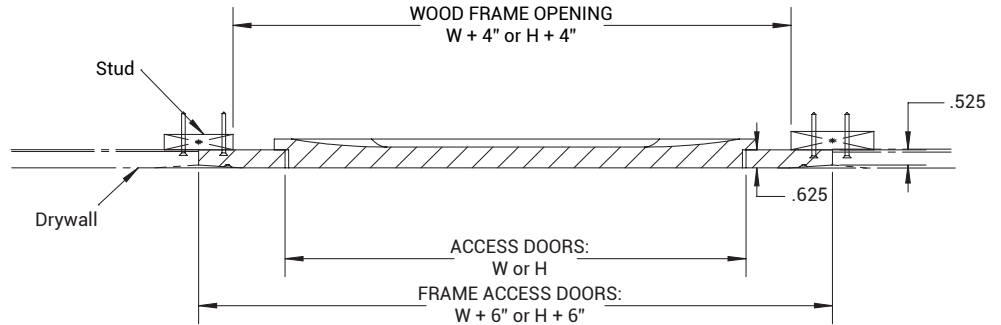 WOOD FRAME OPENING
W + 4" or H + 4"
Stud
.525
.625
Drywall
ACCESS DOORS:
W or H
FRAME ACCESS DOORS:
W + 6" or H + 6"